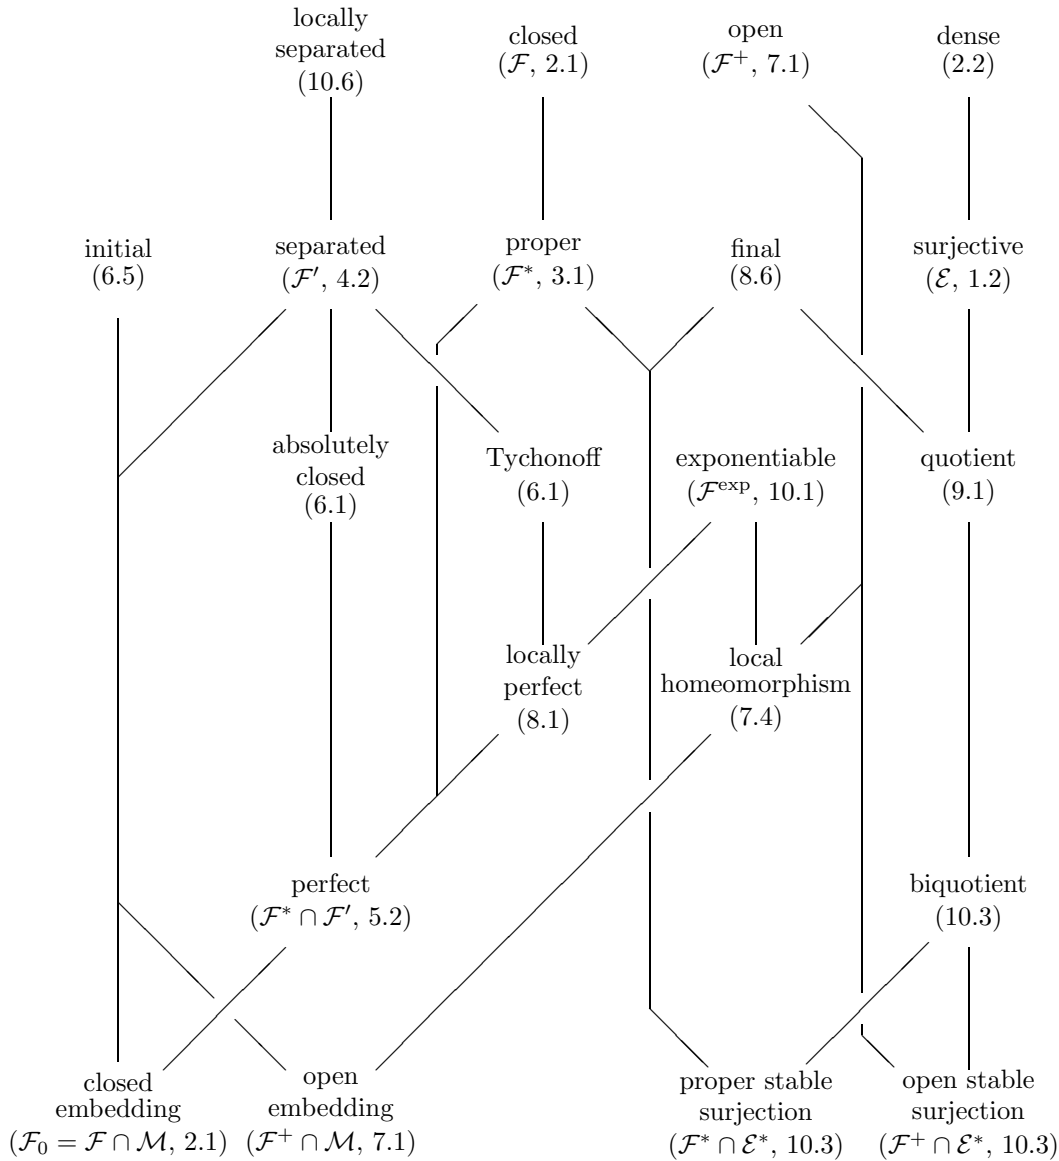 locally
separated
(10.6)
closed
(ℱ, 2.1)
open
(ℱ⁺, 7.1)
dense
(2.2)
initial
(6.5)
separated
(ℱ′, 4.2)
proper
(ℱ*, 3.1)
final
(8.6)
surjective
(ℰ, 1.2)
absolutely
closed
(6.1)
Tychonoff
(6.1)
exponentiable
(ℱᵉˣᵖ, 10.1)
quotient
(9.1)
locally
perfect
(8.1)
local
homeomorphism
(7.4)
perfect
(ℱ* ∩ ℱ′, 5.2)
biquotient
(10.3)
closed
embedding
(ℱ₀ = ℱ ∩ ℳ, 2.1)
open
embedding
(ℱ⁺ ∩ ℳ, 7.1)
proper stable
surjection
(ℱ* ∩ ℰ*, 10.3)
open stable
surjection
(ℱ⁺ ∩ ℰ*, 10.3)